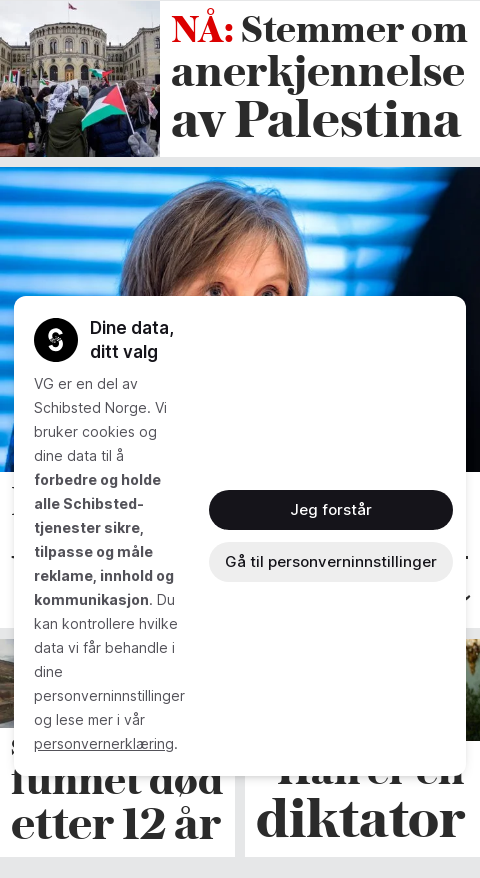 NÅ: Stemmer om
anerkjennelse
av Palestina
Dine data,
ditt valg
VG er en del av
Schibsted Norge. Vi
bruker cookies og
dine data til å
forbedre og holde
alle Schibsted-
tjenester sikre,
tilpasse og måle
reklame, innhold og
kommunikasjon. Du
kan kontrollere hvilke
data vi får behandle i
dine
personverninnstillinger
og lese mer i vår
personvernerklæring.
Jeg forstår
Gå til personverninnstillinger
funnet død
etter 12 år
Han er en
diktator